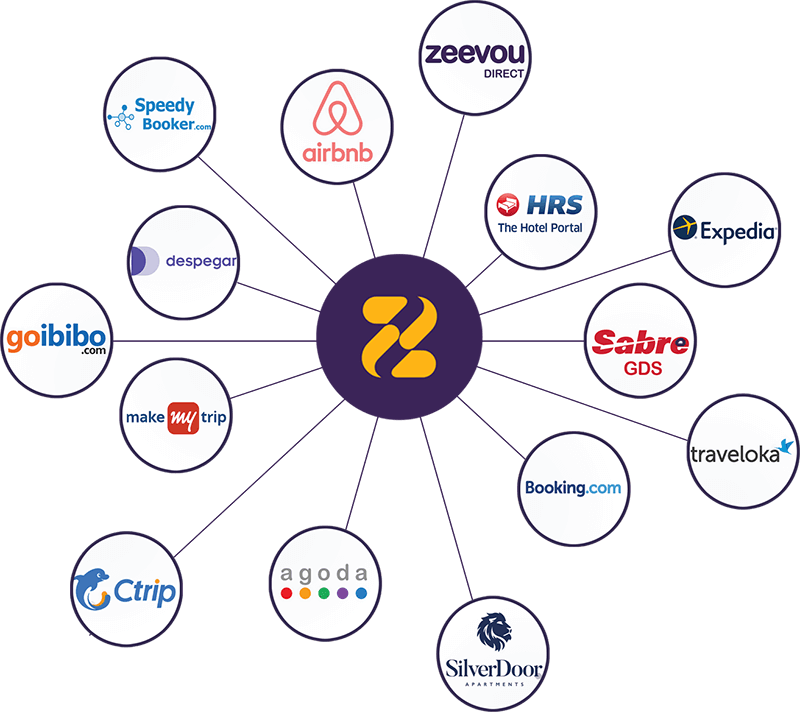 zeevou
DIRECT
Speedy
Booker.com
airbnb
HRS
The Hotel Portal
Expedia
despegar
goibibo
.com
Sabre
GDS
make my trip
traveloka
Booking.com
Ctrip
agoda
SilverDoor
APARTMENTS